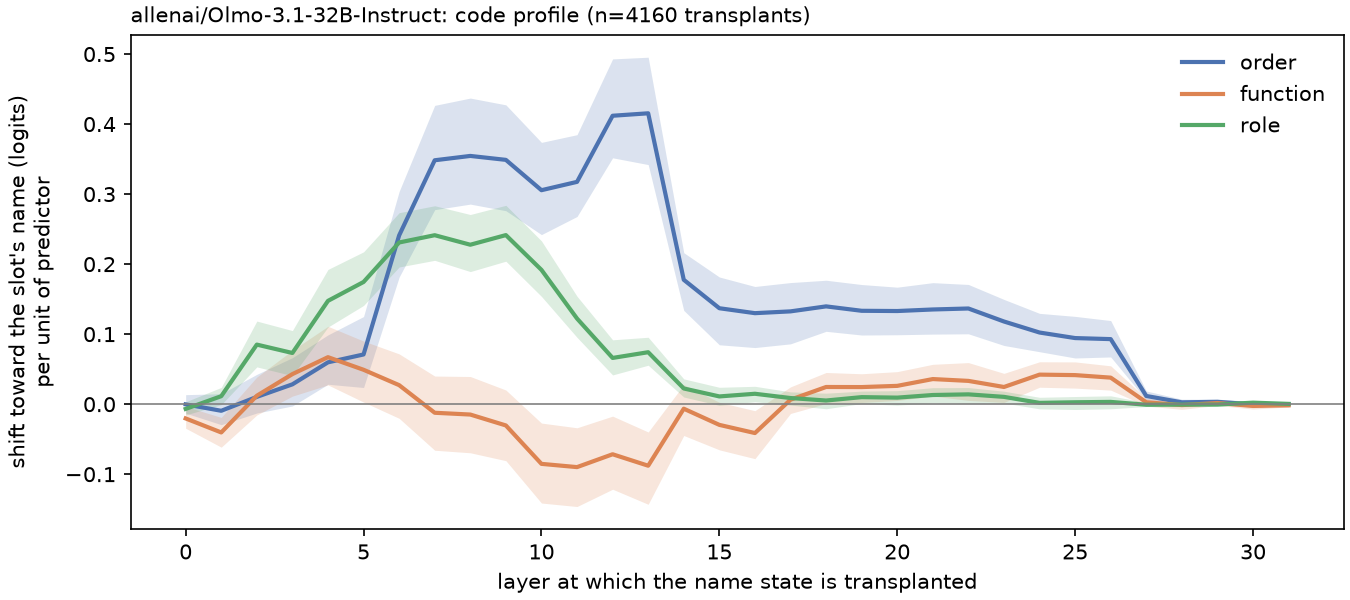 allenai/Olmo-3.1-32B-Instruct: code profile (n=4160 transplants)
shift toward the slot's name (logits)
per unit of predictor
0.5
0.4
0.3
0.2
0.1
0.0
−0.1
order
function
role
0
5
10
15
20
25
30
layer at which the name state is transplanted